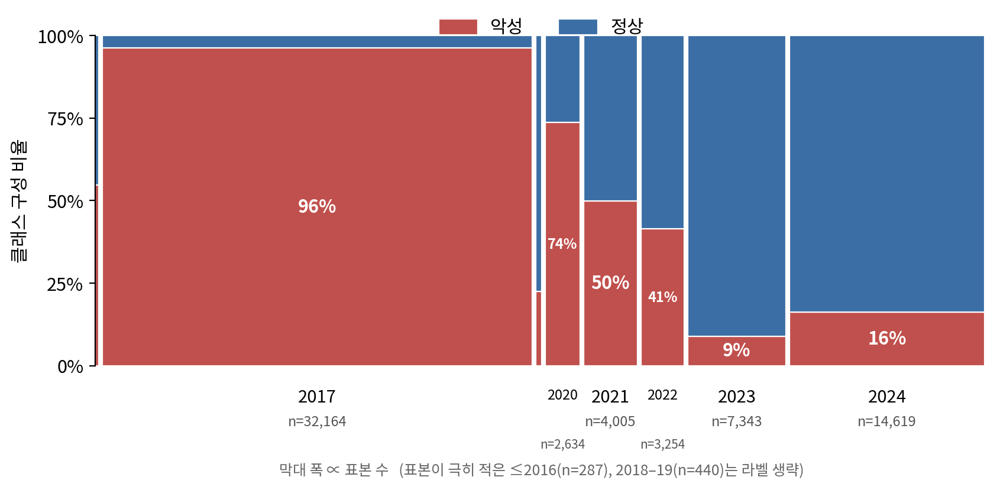 악성 정상
100%
75%
50%
25%
0%
클래스 구성 비율
96%
74%
50%
41%
9%
16%
2017 2020 2021 2022 2023 2024
n=32,164 n=4,005 n=7,343 n=14,619
n=2,634 n=3,254
막대 폭 ∝ 표본 수 (표본이 극히 적은 ≤2016(n=287), 2018–19(n=440)는 라벨 생략)